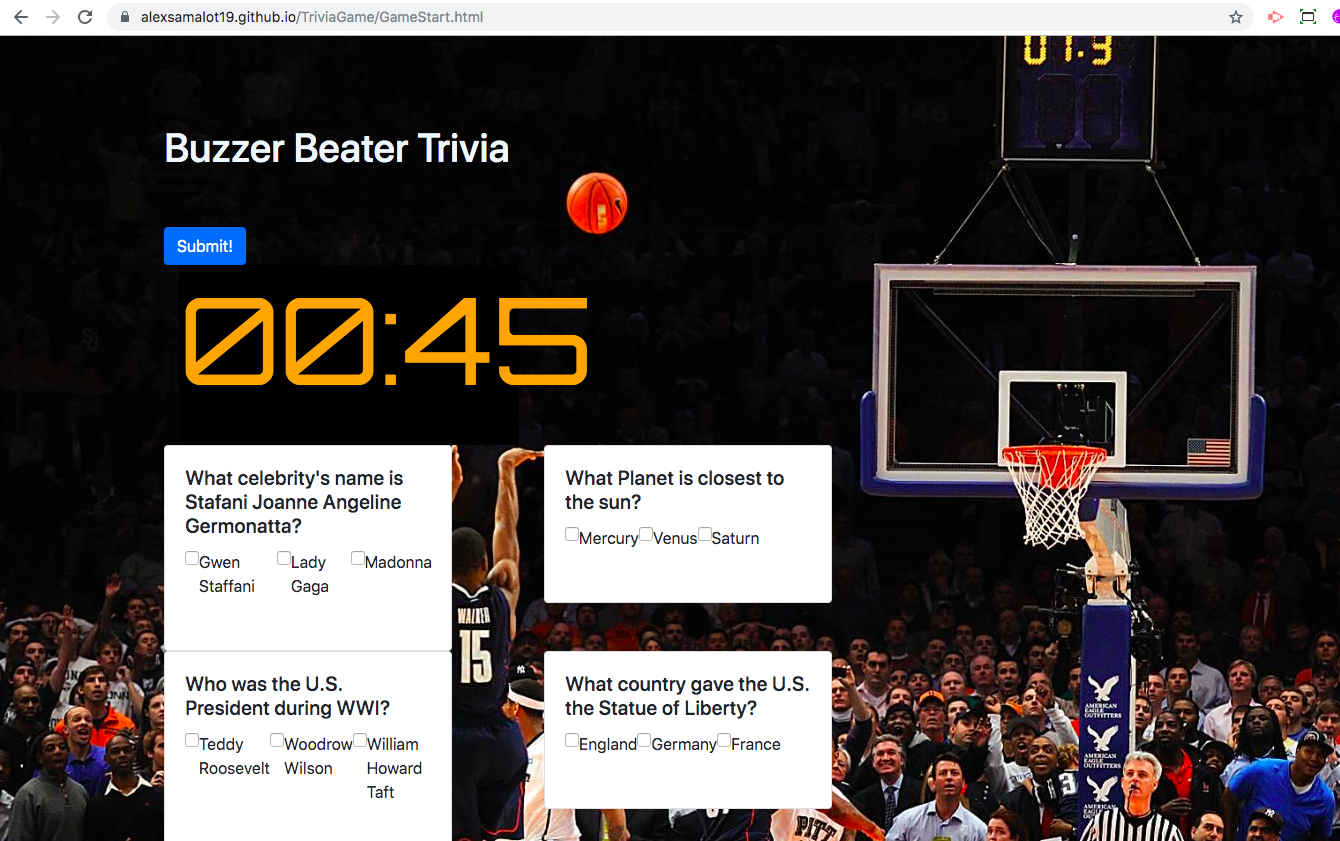 alexsamalot19.github.io/TriviaGame/GameStart.html
01.3
Buzzer Beater Trivia
Submit!
00:45
What celebrity's name is
Stafani Joanne Angeline
Germonatta?
Gwen
Staffani
Lady
Gaga
Madonna
What Planet is closest to
the sun?
Mercury
Venus
Saturn
WALKER
15
Who was the U.S.
President during WWI?
Teddy
Roosevelt
Woodrow
Wilson
William
Howard
Taft
What country gave the U.S.
the Statue of Liberty?
England
Germany
France
AMERICAN
EAGLE
OUTFITTERS
AMERICAN
EAGLE
OUTFITTERS
PITT